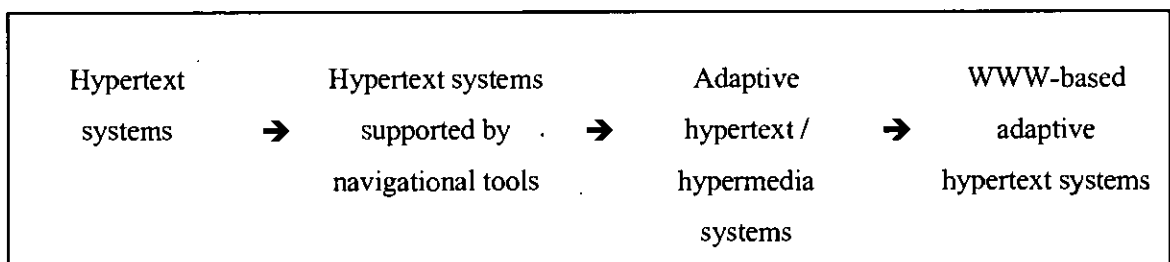 Hypertext
systems
→
Hypertext systems
supported by
navigational tools
→
Adaptive
hypertext /
hypermedia
systems
→
WWW-based
adaptive
hypertext systems